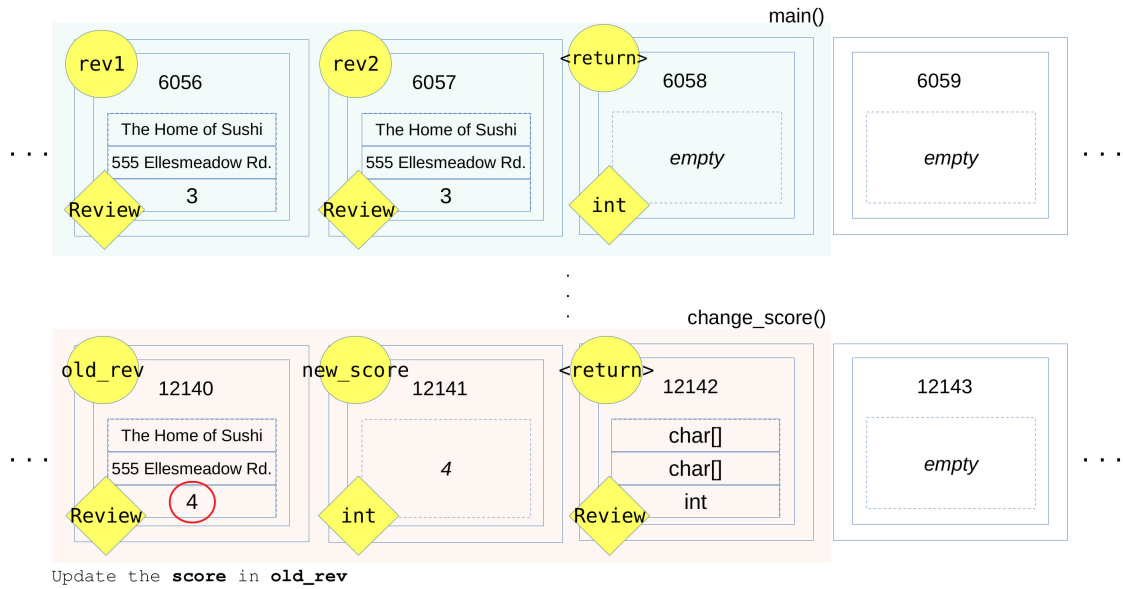 main()
rev1
6056
The Home of Sushi
555 Ellesmeadow Rd.
3
Review
rev2
6057
The Home of Sushi
555 Ellesmeadow Rd.
3
Review
<return>
6058
empty
int
6059
empty
. . .
. . .
change_score()
old_rev
12140
The Home of Sushi
555 Ellesmeadow Rd.
4
Review
new_score
12141
4
int
<return>
12142
char[]
char[]
int
Review
12143
empty
. . .
. . .
Update the score in old_rev